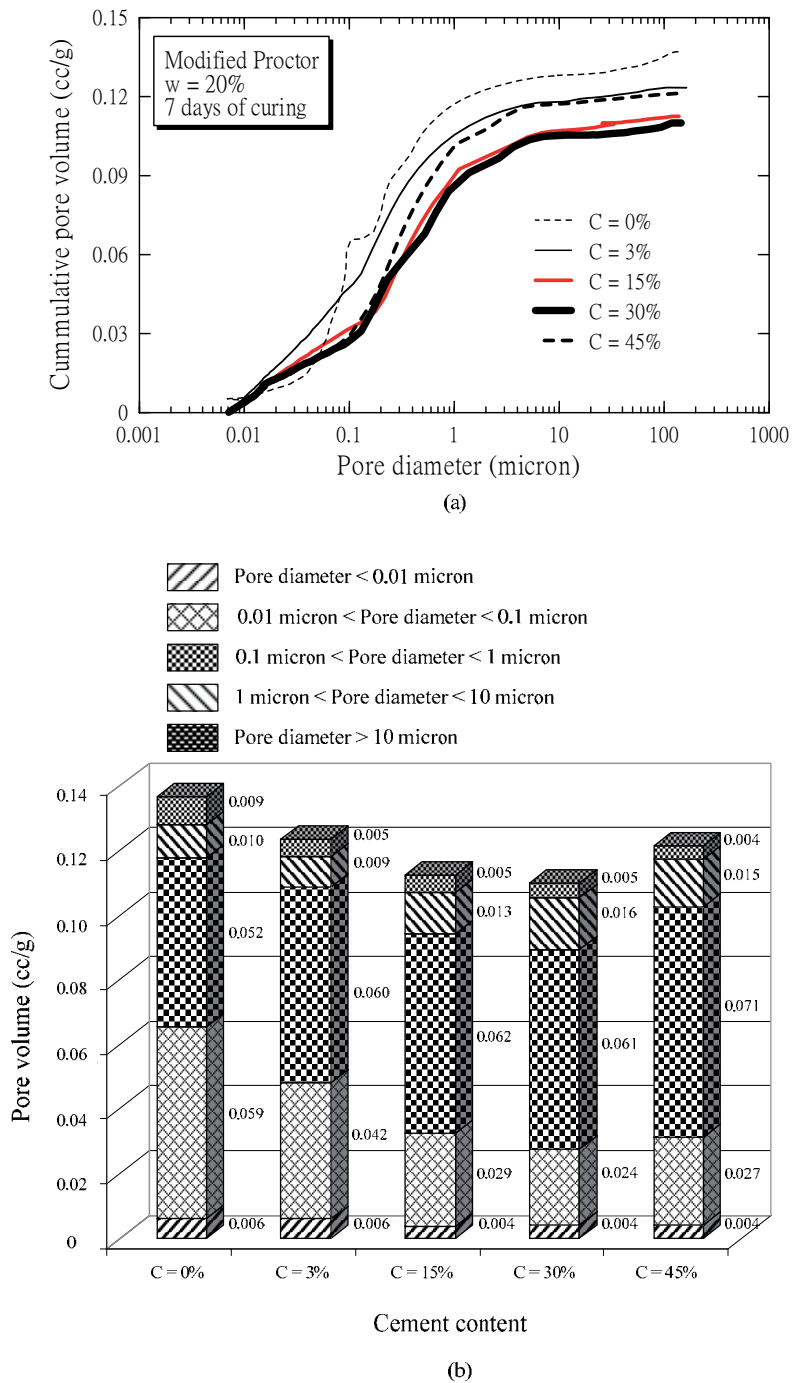 Cummulative pore volume (cc/g)
0.15
0.12
0.09
0.06
0.03
0
Modified Proctor
w = 20%
7 days of curing
C = 0%
C = 3%
C = 15%
C = 30%
C = 45%
0.001 0.01 0.1 1 10 100 1000
Pore diameter (micron)
(a)
Pore diameter < 0.01 micron
0.01 micron < Pore diameter < 0.1 micron
0.1 micron < Pore diameter < 1 micron
1 micron < Pore diameter < 10 micron
Pore diameter > 10 micron
Pore volume (cc/g)
0.14
0.12
0.10
0.08
0.06
0.04
0.02
0
0.009
0.010
0.052
0.059
0.006
0.005
0.009
0.060
0.042
0.006
0.005
0.013
0.062
0.029
0.004
0.005
0.016
0.061
0.024
0.004
0.004
0.015
0.071
0.027
0.004
C = 0% C = 3% C = 15% C = 30% C = 45%
Cement content
(b)